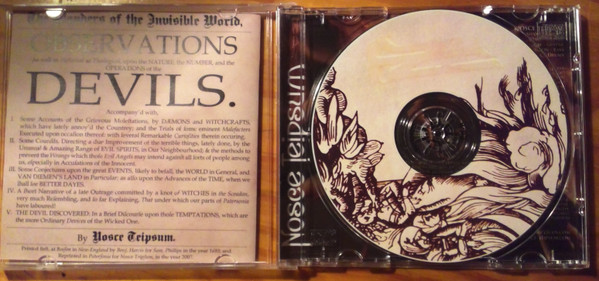 The Wonders of the Invisible World,
OBSERVATIONS
As well as Historical as Theological, upon the NATURE, the NUMBER, and the
OPERATIONS of the
DEVILS.
Accompany'd with,
I. Some Accounts of the Grievous Molestations, by DÆMONS and WITCHCRAFTS,
which have lately annoy'd the Countrey; and the Trials of some eminent Malefactors
Executed upon occasion thereof: with several Remarkable Curiosities therein occurring.
II. Some Counsils, Directing a due Improvement of the terrible things, lately done, by the
Unusual & Amazing Range of EVIL SPIRITS, in Our Neighbourhood; & the methods
to prevent the Wrongs which those Evil Angels may intend against all sorts of people among
us, especially in Accusations of the Innocent.
III. Some Conjectures upon the great EVENTS, likely to befall, the WORLD in General, and
VAN DIEMEN'S LAND in Particular; as also upon the Advances of the TIME, when we
shall see BETTER DAYES
IV. A short Narrative of a late Outrage committed by a knot of WITCHES in
very much Resembling, and so far Explaining, That under which our parts of
have laboured!
V. THE DEVIL DISCOVERED: In a Brief Discourse upon those TEMPTATIONS, which are
the more Ordinary Devices of the Wicked One.
By Nosce Teipsum.
Printed first, at Boston in New-England by Benj. Harris for Sam. Phillips in the year 1693; and
Reprinted in by Nosce Teipsum, in the year 2007.
Nosce Teipsum